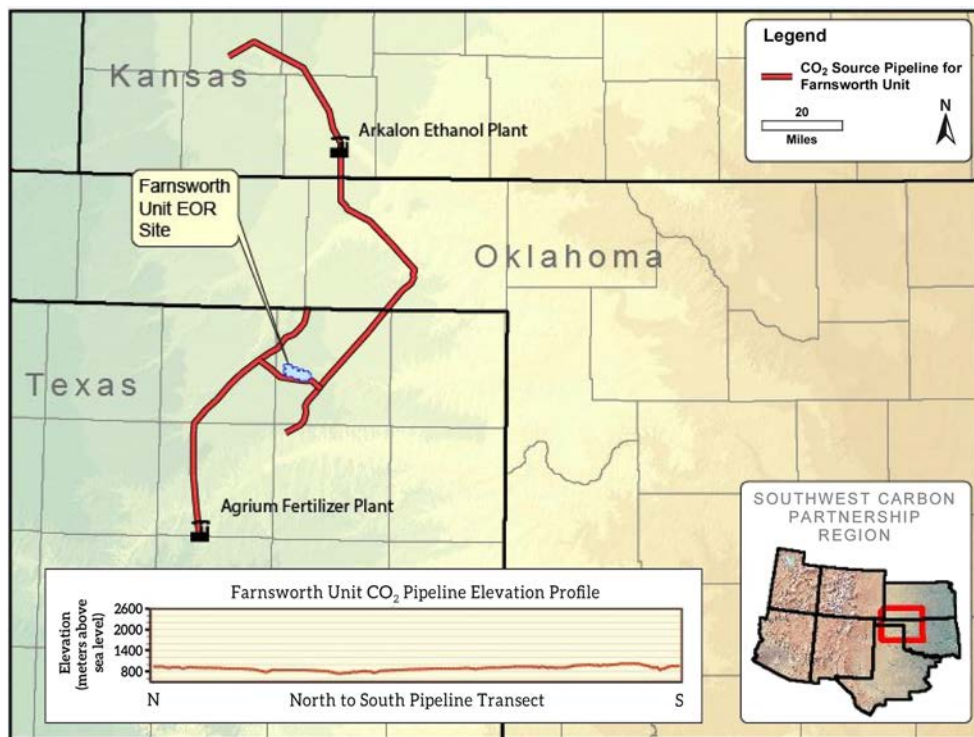 Legend
CO₂ Source Pipeline for
Farnsworth Unit
20
Miles
N
Kansas
Arkalon Ethanol Plant
Farnsworth
Unit EOR
Site
Oklahoma
Texas
Agrium Fertilizer Plant
SOUTHWEST CARBON
PARTNERSHIP
REGION
Farnsworth Unit CO₂ Pipeline Elevation Profile
Elevation
(meters above
sea level)
2600
2000
1400
800
N
North to South Pipeline Transect
S